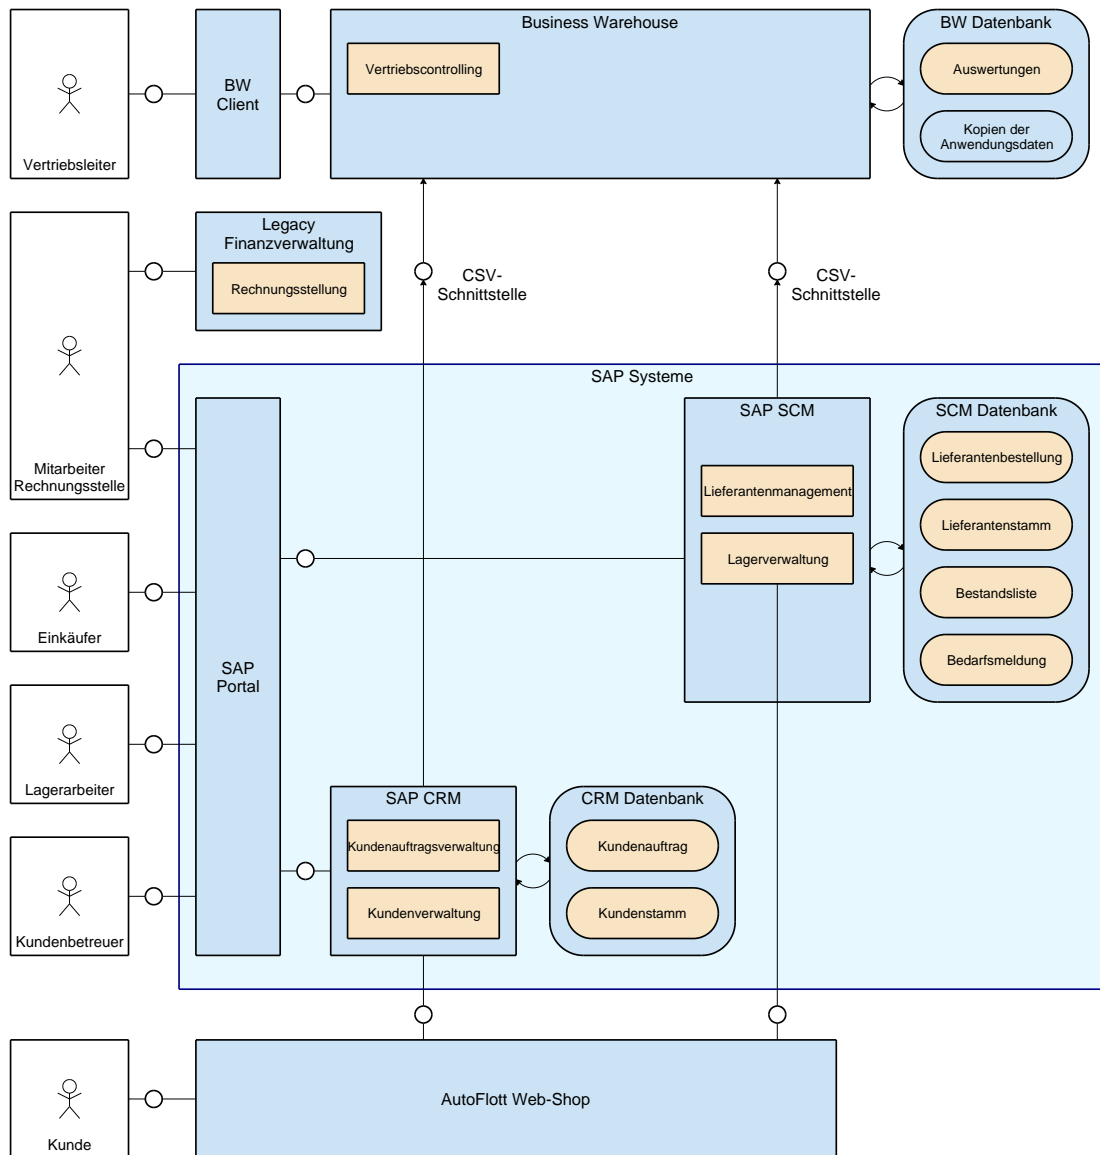 Business Warehouse
BW Datenbank
Vertriebscontrolling
Auswertungen
BW
Client
Kopien der
Anwendungsdaten
Vertriebsleiter
Legacy
Finanzverwaltung
Rechnungsstellung
CSV-
Schnittstelle
CSV-
Schnittstelle
SAP Systeme
SAP SCM
SCM Datenbank
Lieferantenbestellung
Mitarbeiter
Rechnungsstelle
Lieferantenmanagement
Lieferantenstamm
Lagerverwaltung
Bestandsliste
Einkäufer
SAP
Portal
Bedarfsmeldung
Lagerarbeiter
SAP CRM
CRM Datenbank
Kundenauftragsverwaltung
Kundenauftrag
Kundenverwaltung
Kundenstamm
Kundenbetreuer
AutoFlott Web-Shop
Kunde